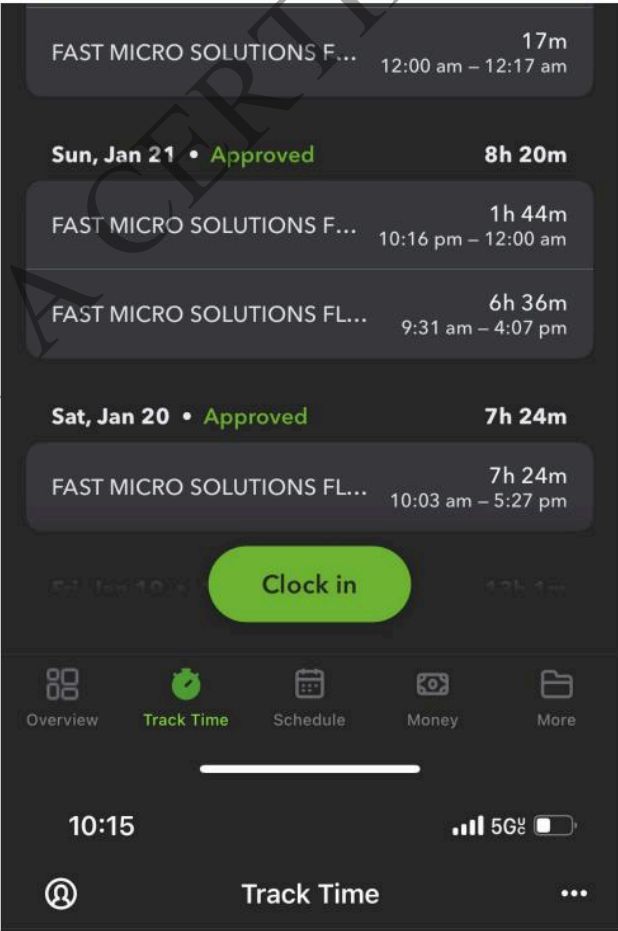 FAST MICRO SOLUTIONS F... 17m
12:00 am – 12:17 am
Sun, Jan 21 • Approved 8h 20m
FAST MICRO SOLUTIONS F... 1h 44m
10:16 pm – 12:00 am
FAST MICRO SOLUTIONS FL... 6h 36m
9:31 am – 4:07 pm
Sat, Jan 20 • Approved 7h 24m
FAST MICRO SOLUTIONS FL... 7h 24m
10:03 am – 5:27 pm
Clock in
Overview Track Time Schedule Money More
10:15 5G
Track Time ...
A CERTI